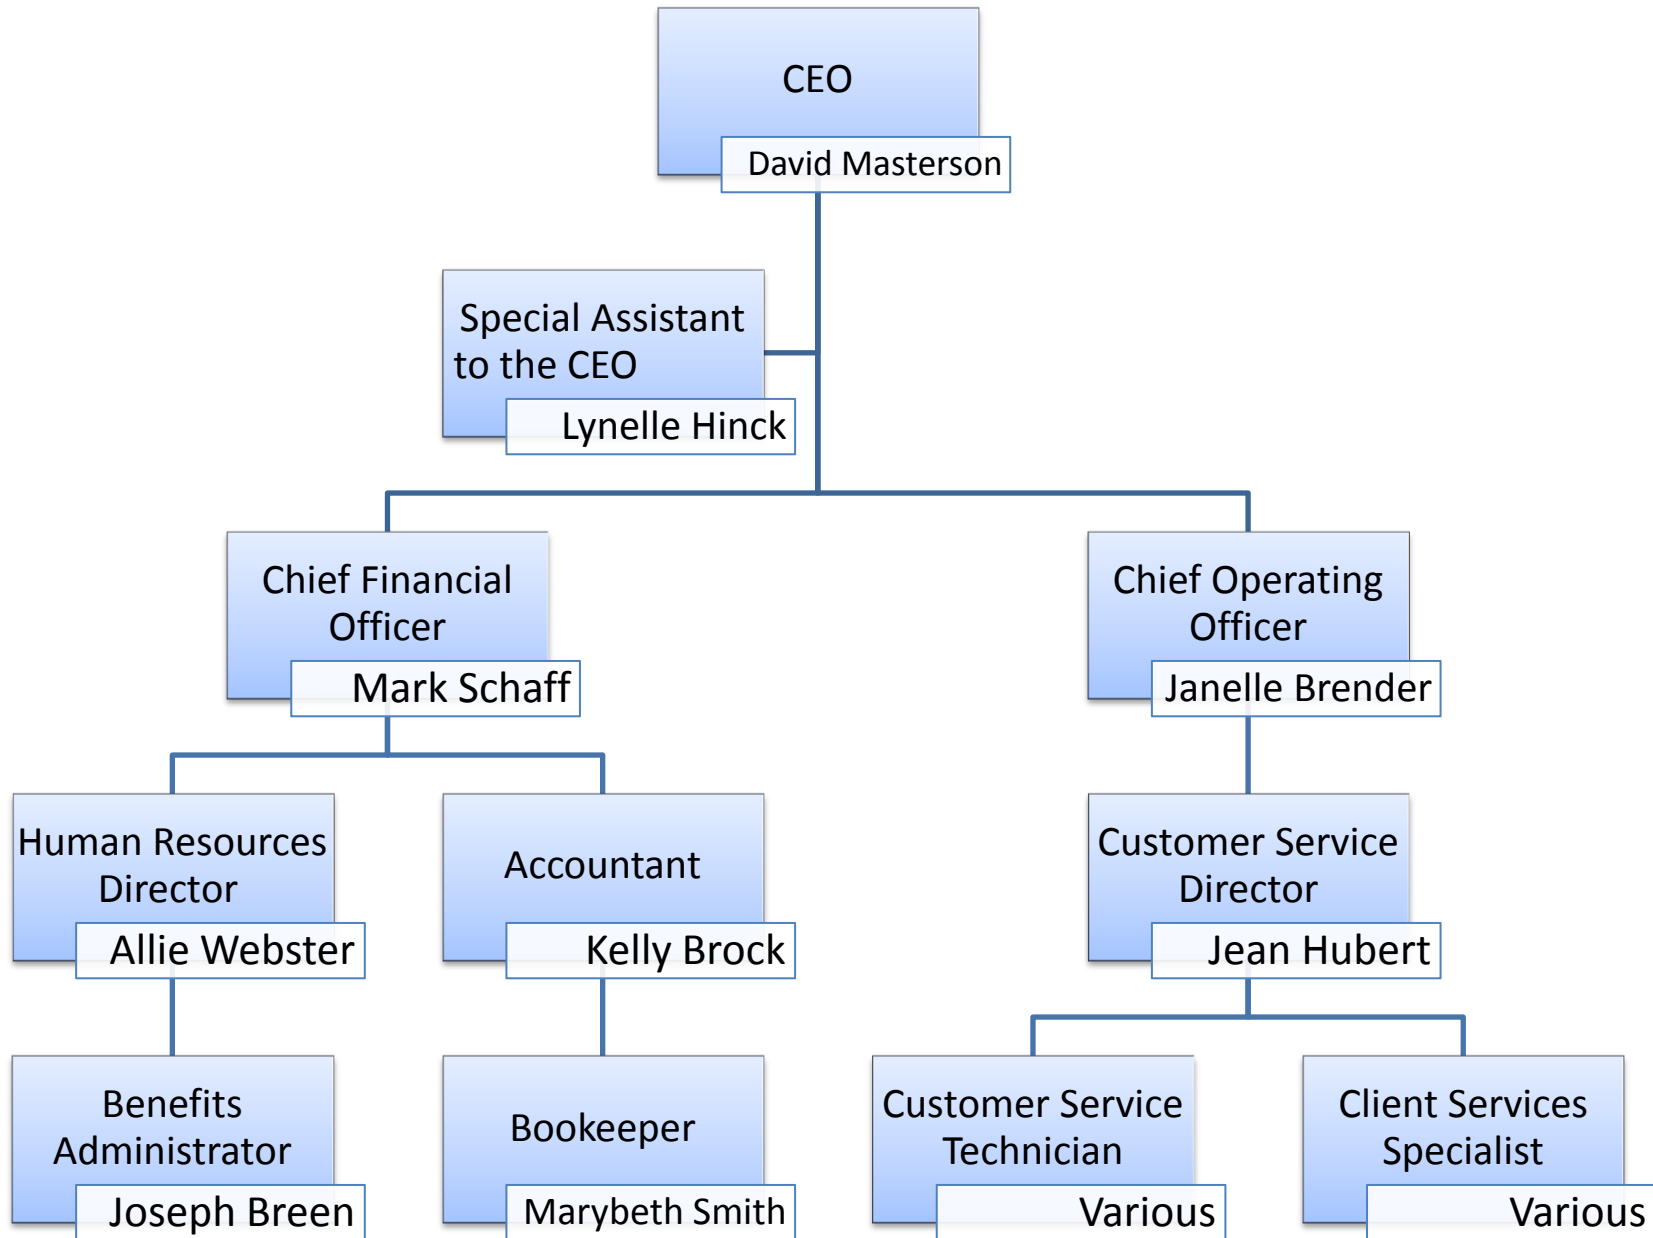 CEO
David Masterson
Special Assistant
to the CEO
Lynelle Hinck
Chief Financial
Officer
Mark Schaff
Chief Operating
Officer
Janelle Brender
Human Resources
Director
Allie Webster
Accountant
Kelly Brock
Customer Service
Director
Jean Hubert
Benefits
Administrator
Joseph Breen
Bookeeper
Marybeth Smith
Customer Service
Technician
Various
Client Services
Specialist
Various